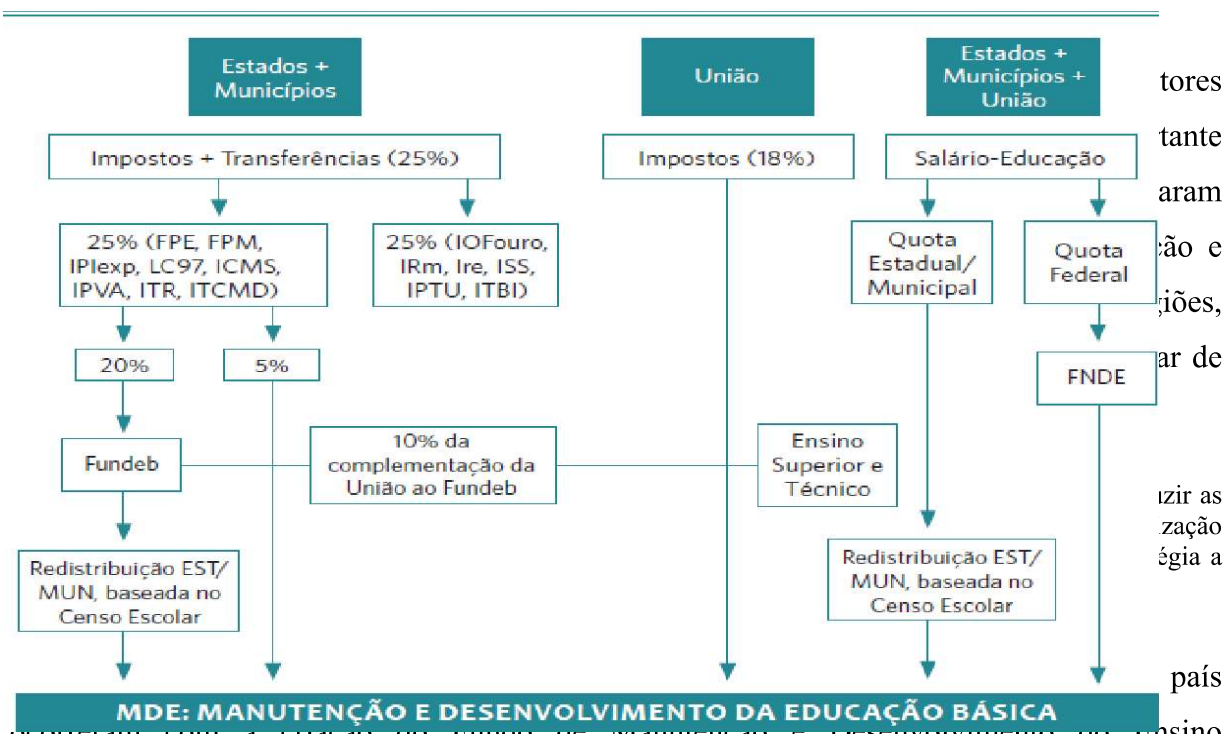 Estados +
Municípios
União
Estados +
Municípios +
União
Impostos + Transferências (25%)
Impostos (18%)
Salário-Educação
25% (FPE, FPM,
IPIexp, LC97, ICMS,
IPVA, ITR, ITCMD)
25% (IOFouro,
IRm, Ire, ISS,
IPTU, ITBI)
Quota
Estadual/
Municipal
Quota
Federal
20%
5%
FNDE
Fundeb
10% da
complementação da
União ao Fundeb
Ensino
Superior e
Técnico
Redistribuição EST/
MUN, baseada no
Censo Escolar
Redistribuição EST/
MUN, baseada no
Censo Escolar
MDE: MANUTENÇÃO E DESENVOLVIMENTO DA EDUCAÇÃO BÁSICA
tores
tante
aram
ção e
giões,
ar de
uzir as
ização
égia a
país